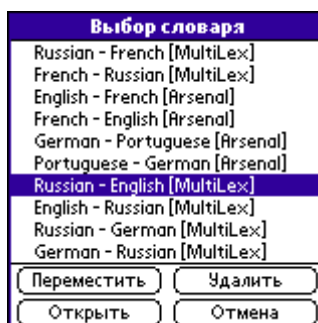 Выбор словаря
Russian - French [MultiLex]
French - Russian [MultiLex]
English - French [Arsenal]
French - English [Arsenal]
German - Portuguese [Arsenal]
Portuguese - German [Arsenal]
Russian - English [MultiLex]
English - Russian [MultiLex]
Russian - German [MultiLex]
German - Russian [MultiLex]
Переместить Удалить
Открыть Отмена